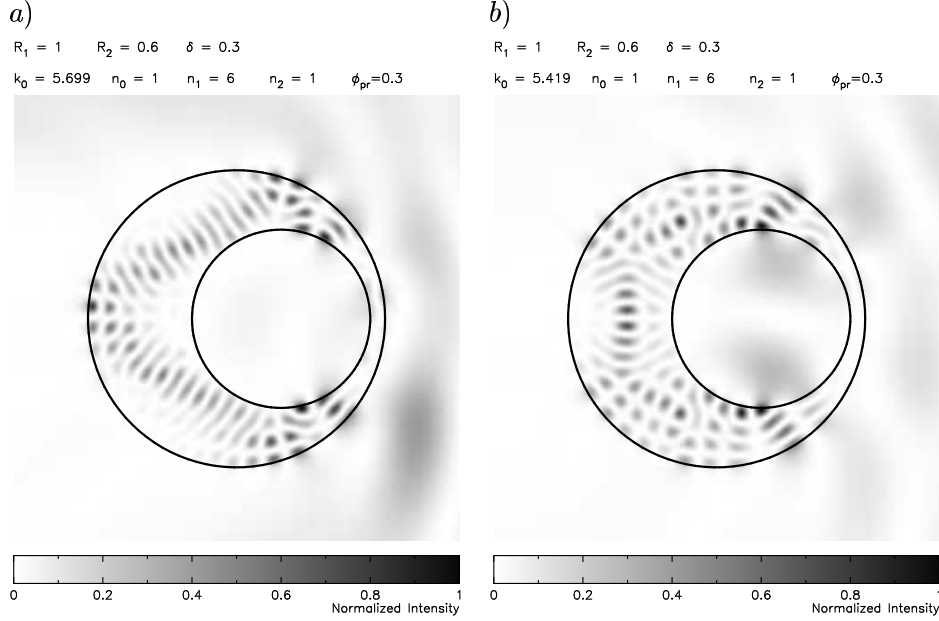 a)
R₁ = 1 R₂ = 0.6 δ = 0.3
k₀ = 5.699 n₀ = 1 n₁ = 6 n₂ = 1 ϕₚᵣ=0.3
0 0.2 0.4 0.6 0.8 1
Normalized Intensity
b)
R₁ = 1 R₂ = 0.6 δ = 0.3
k₀ = 5.419 n₀ = 1 n₁ = 6 n₂ = 1 ϕₚᵣ=0.3
0 0.2 0.4 0.6 0.8 1
Normalized Intensity